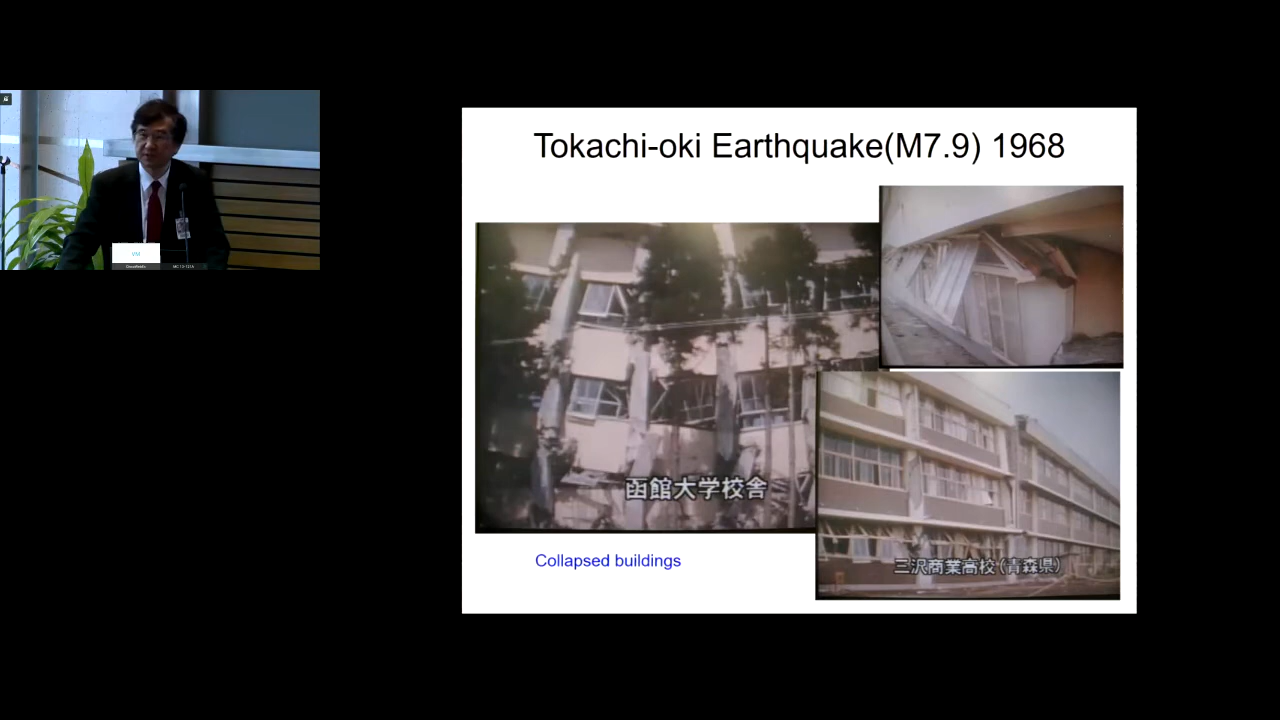 Tokachi-oki Earthquake(M7.9) 1968
函館大学校舎
三沢商業高校(青森県)
Collapsed buildings
VM